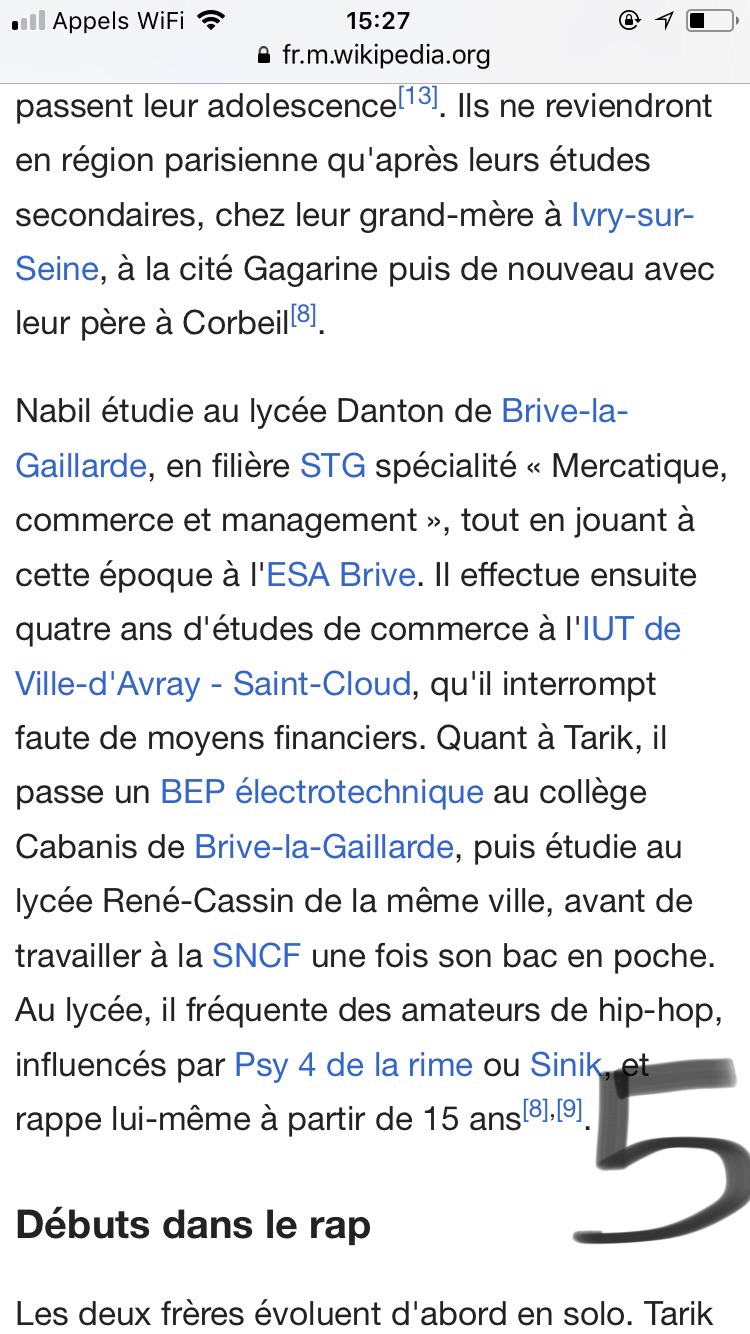 Appels WiFi 15:27
fr.m.wikipedia.org
passent leur adolescence[13]. Ils ne reviendront
en région parisienne qu'après leurs études
secondaires, chez leur grand-mère à Ivry-sur-
Seine, à la cité Gagarine puis de nouveau avec
leur père à Corbeil[8].
Nabil étudie au lycée Danton de Brive-la-
Gaillarde, en filière STG spécialité « Mercatique,
commerce et management », tout en jouant à
cette époque à l'ESA Brive. Il effectue ensuite
quatre ans d'études de commerce à l'IUT de
Ville-d'Avray - Saint-Cloud, qu'il interrompt
faute de moyens financiers. Quant à Tarik, il
passe un BEP électrotechnique au collège
Cabanis de Brive-la-Gaillarde, puis étudie au
lycée René-Cassin de la même ville, avant de
travailler à la SNCF une fois son bac en poche.
Au lycée, il fréquente des amateurs de hip-hop,
influencés par Psy 4 de la rime ou Sinik, et
rappe lui-même à partir de 15 ans[8],[9].
5
Débuts dans le rap
Les deux frères évoluent d'abord en solo. Tarik